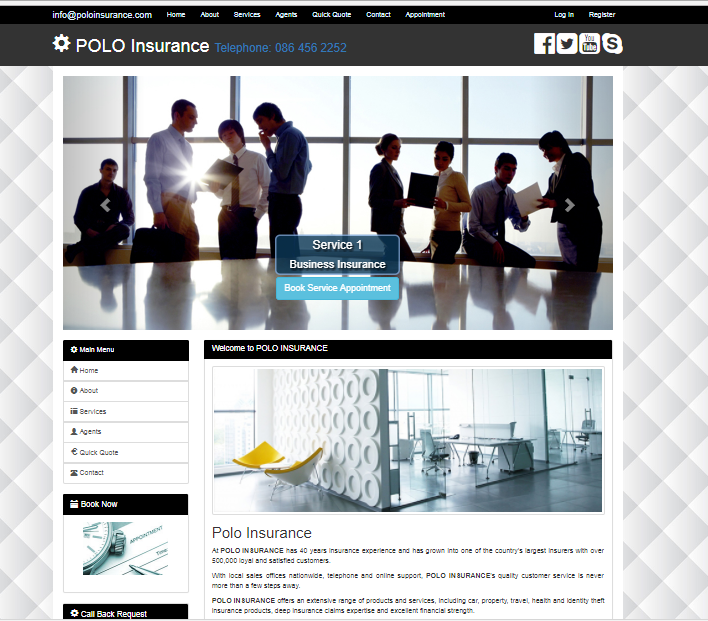 info@poloinsurance.com Home About Services Agents Quick Quote Contact Appointment Log In Register
POLO Insurance Telephone: 086 456 2252
You
Tube
Service 1
Business Insurance
Book Service Appointment
Main Menu
Home
About
Services
Agents
Quick Quote
Contact
Book Now
APPOINTMENT
Time
Call Back Request
Welcome to POLO INSURANCE
Polo Insurance
At POLO INSURANCE has 40 years insurance experience and has grown into one of the country's largest insurers with over
500,000 loyal and satisfied customers.
With local sales offices nationwide, telephone and online support, POLO INSURANCE's quality customer service is never
more than a few steps away.
POLO INSURANCE offers an extensive range of products and services, including car, property, travel, health and identity theft
insurance products, deep insurance claims expertise and excellent financial strength.